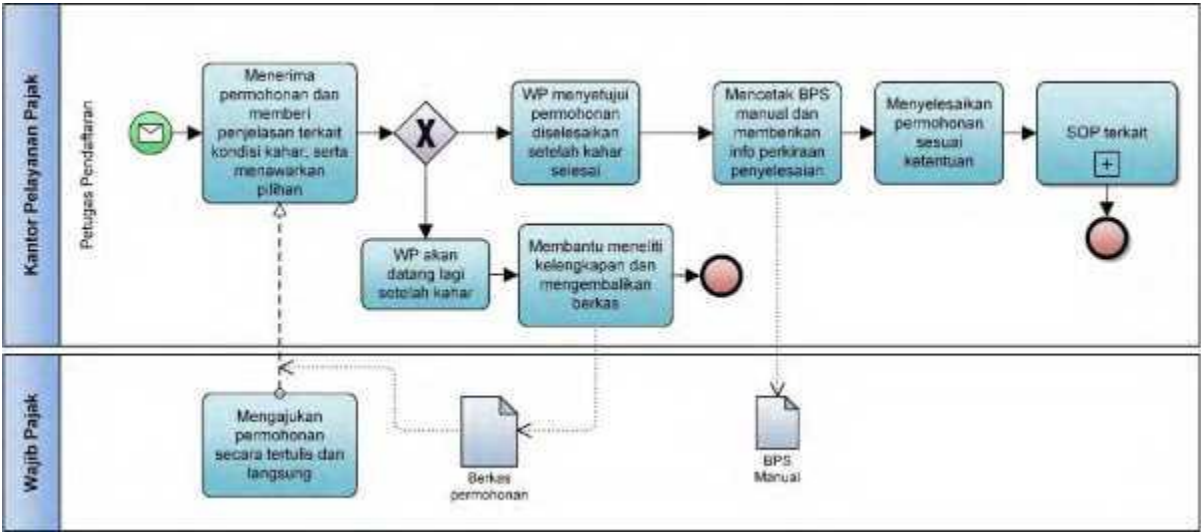 Kantor Pelayanan Pajak
Petugas Pendaftaran
Menerima
permohonan dan
memberi
penjelasan terkait
kondisi kahar, serta
menawarkan
pilihan
X
WP menyetujui
permohonan
diselesaikan
setelah kahar
selesai
Mencetak BPS
manual dan
memberikan
info perkiraan
penyelesaian
Menyelesaikan
permohonan
sesuai
ketentuan
SOP terkait
WP akan
datang lagi
setelah kahar
Membantu meneliti
kelengkapan dan
mengembalikan
berkas
Wajib Pajak
Mengajukan
permohonan
secara tertulis dan
langsung
Berkas
permohonan
BPS
Manual